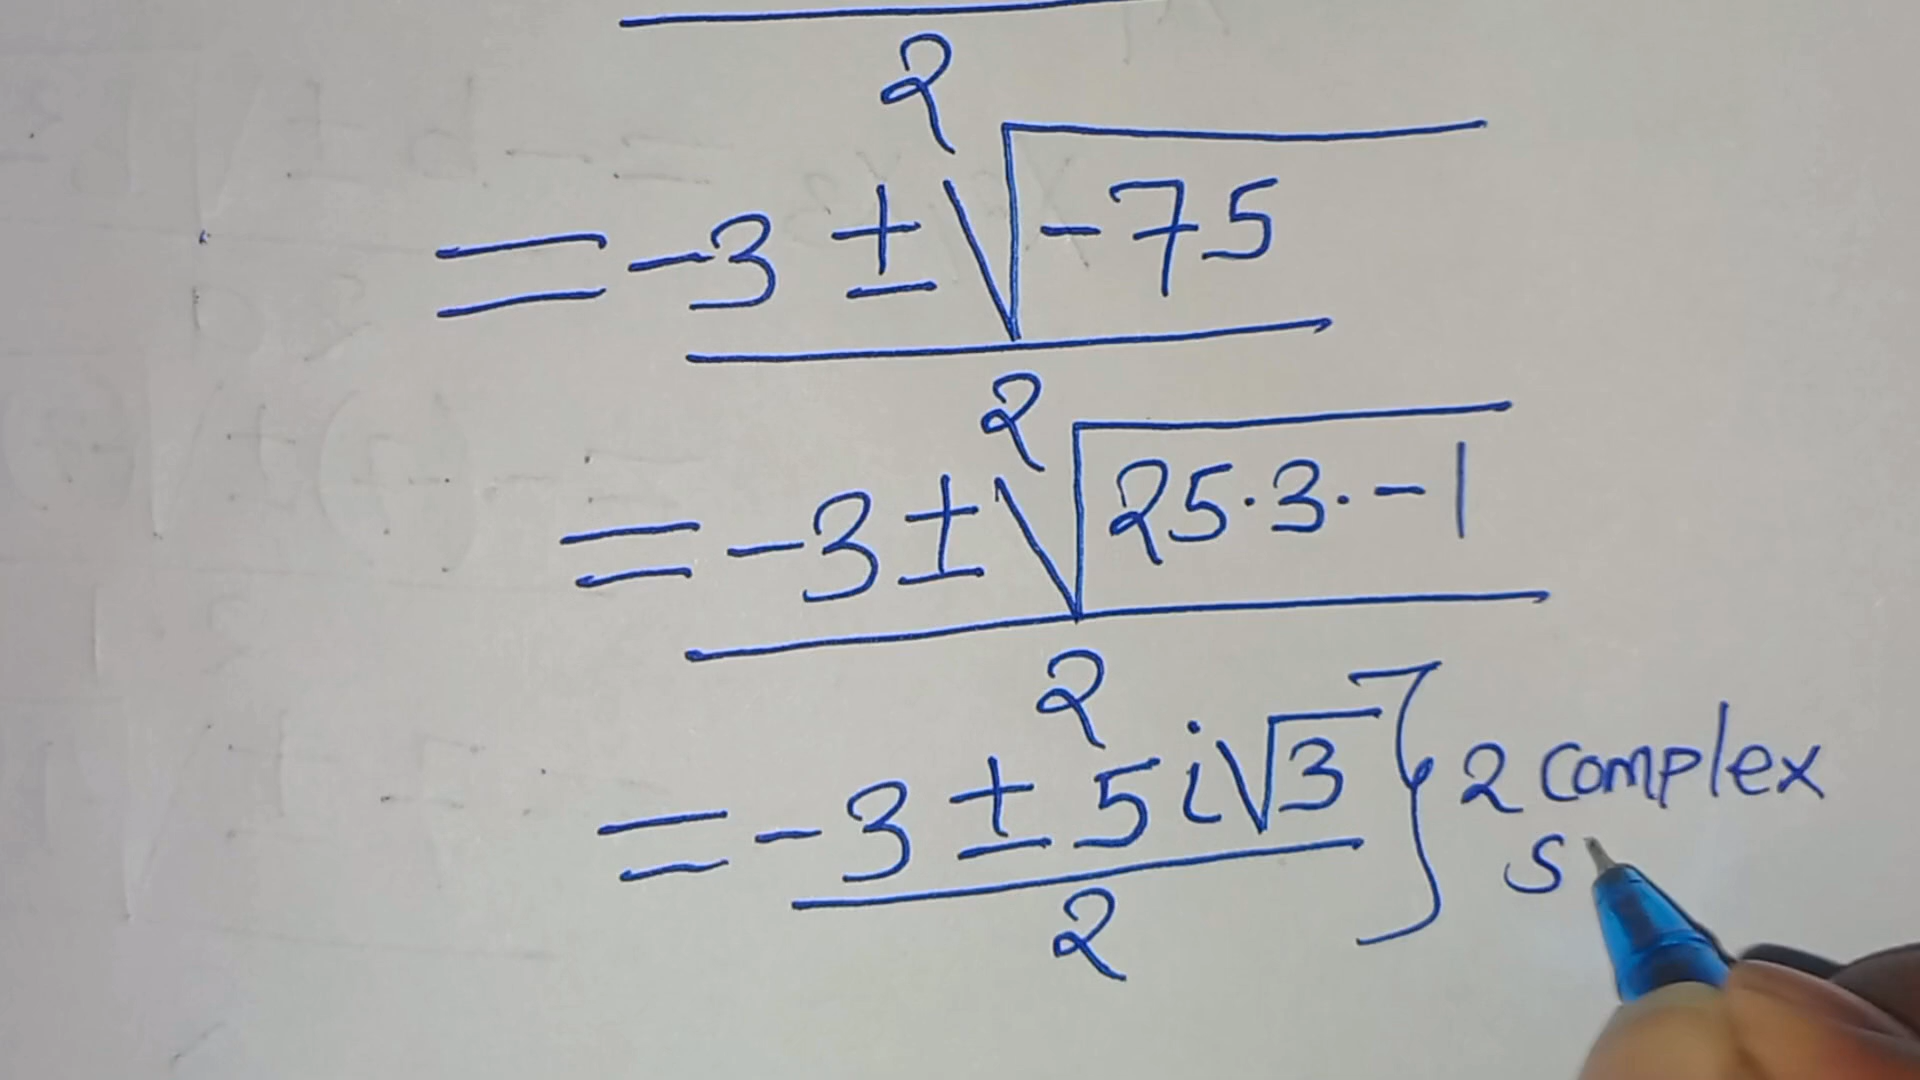 2
= -3 ± √-75
2
= -3 ± √25·3·-1
2
= -3 ± 5i√3 } 2 complex
s
2